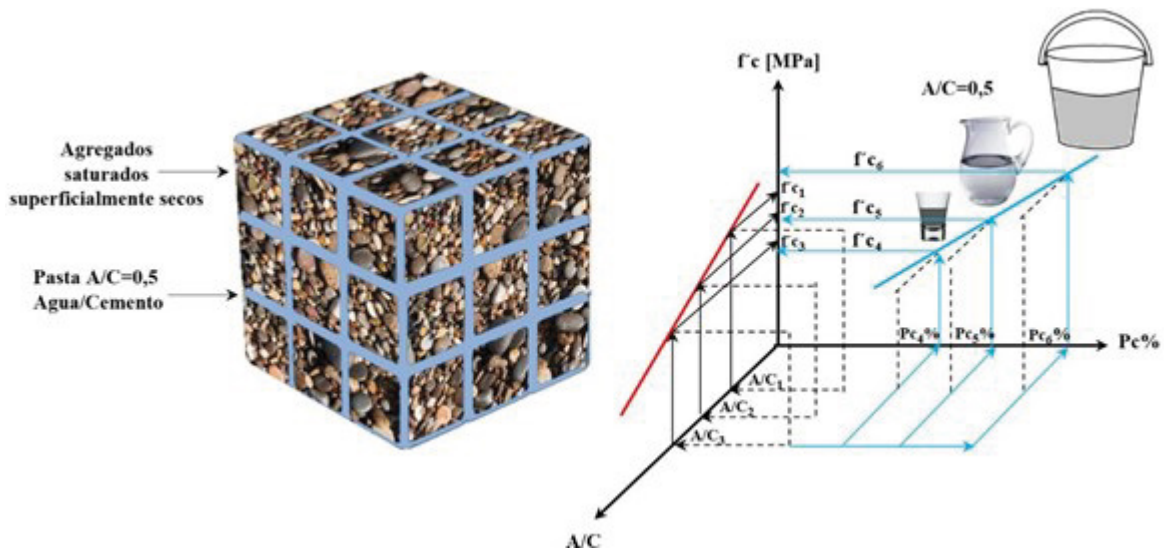 Agregados
saturados
superficialmente secos
Pasta A/C=0,5
Agua/Cemento
f´c [MPa]
A/C=0,5
f´c₆
f´c₁
f´c₂
f´c₅
f´c₃
f´c₄
Pc₄%
Pc₅%
Pc₆%
Pc%
A/C₁
A/C₂
A/C₃
A/C